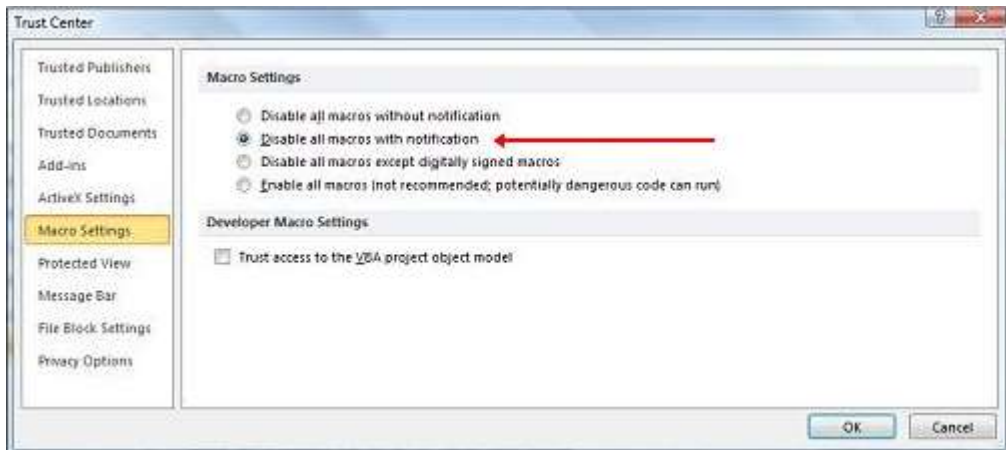 Trust Center
Trusted Publishers
Trusted Locations
Trusted Documents
Add-ins
ActiveX Settings
Macro Settings
Protected View
Message Bar
File Block Settings
Privacy Options
Macro Settings
Disable all macros without notification
Disable all macros with notification
Disable all macros except digitally signed macros
Enable all macros (not recommended; potentially dangerous code can run)
Developer Macro Settings
Trust access to the VBA project object model
OK
Cancel